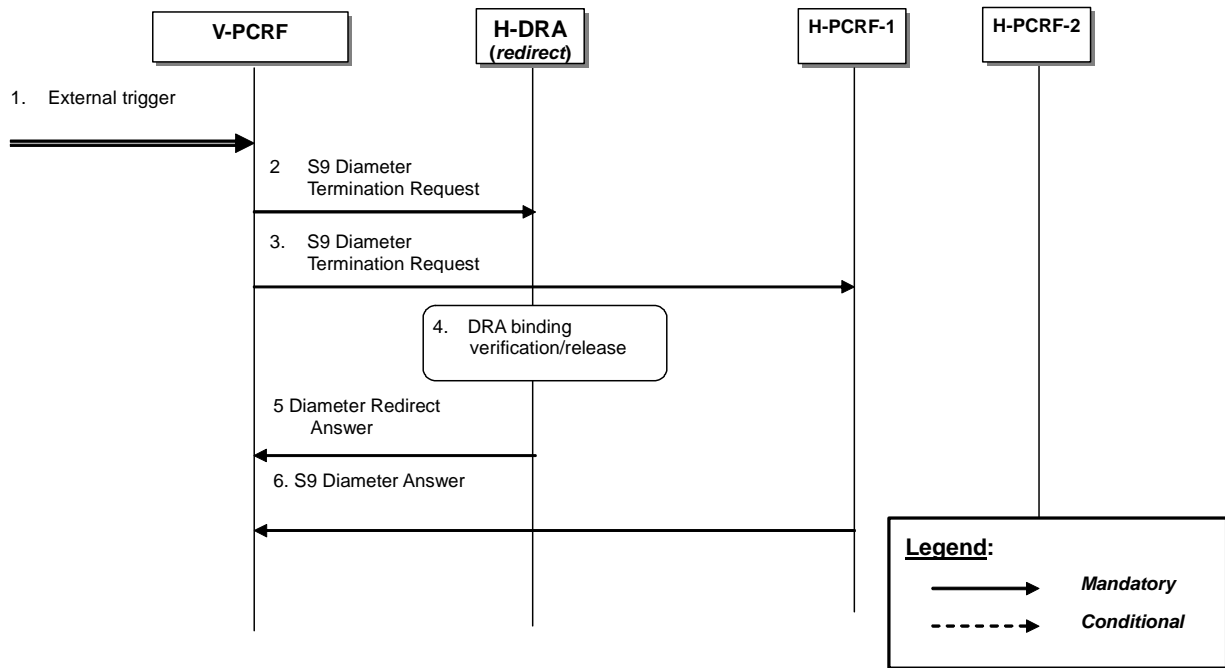 V-PCRF
H-DRA
(redirect)
H-PCRF-1
H-PCRF-2
1. External trigger
2 S9 Diameter
Termination Request
3. S9 Diameter
Termination Request
4. DRA binding
verification/release
5 Diameter Redirect
Answer
6. S9 Diameter Answer
Legend:
Mandatory
Conditional